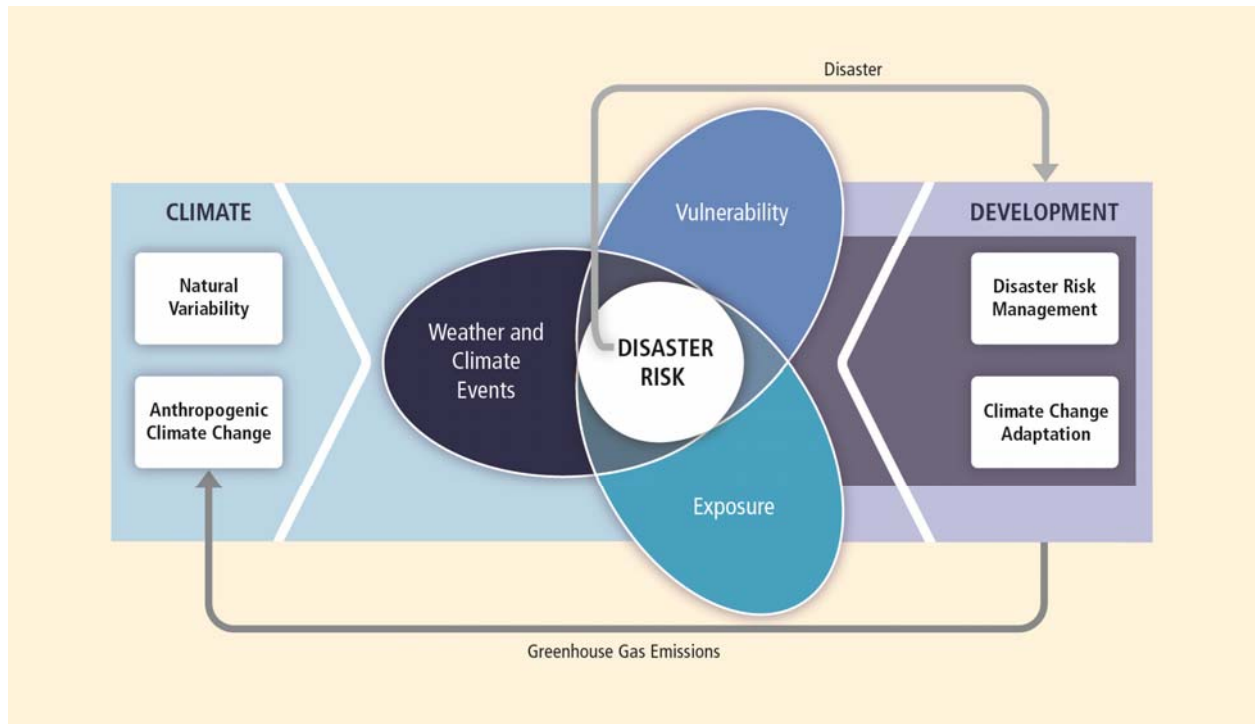 Disaster
CLIMATE
Natural
Variability
Anthropogenic
Climate Change
Weather and
Climate
Events
Vulnerability
DISASTER
RISK
Exposure
DEVELOPMENT
Disaster Risk
Management
Climate Change
Adaptation
Greenhouse Gas Emissions